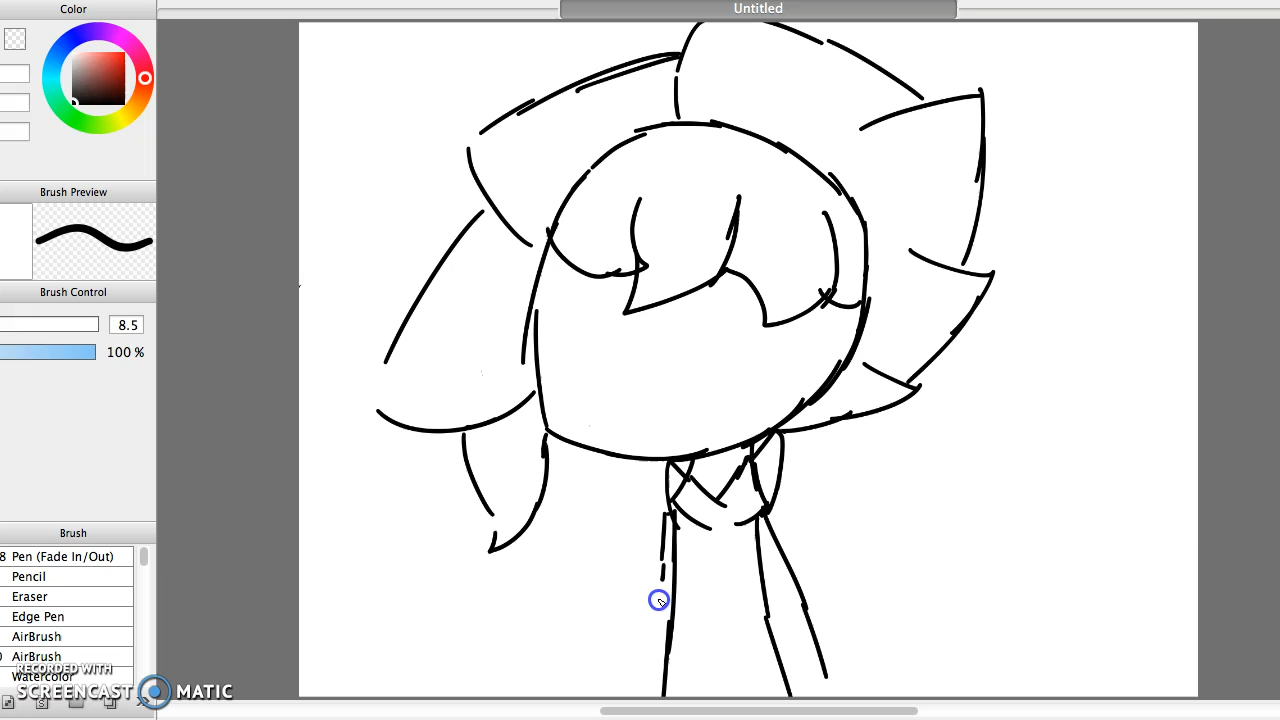 Color
Untitled
Brush Preview
Brush Control
8.5
100 %
Brush
8 Pen (Fade In/Out)
Pencil
Eraser
Edge Pen
AirBrush
0 AirBrush
Watercolor
RECORDED WITH
SCREENCAST MATIC